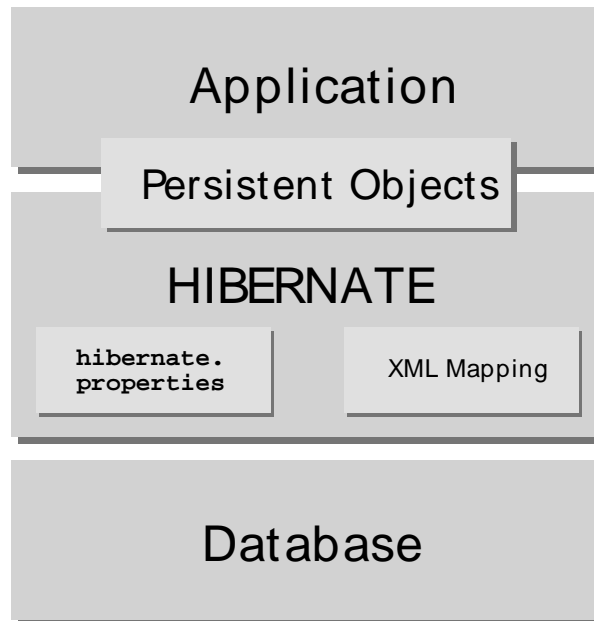 Application
Persistent Objects
HIBERNATE
hibernate.
properties
XML Mapping
Database